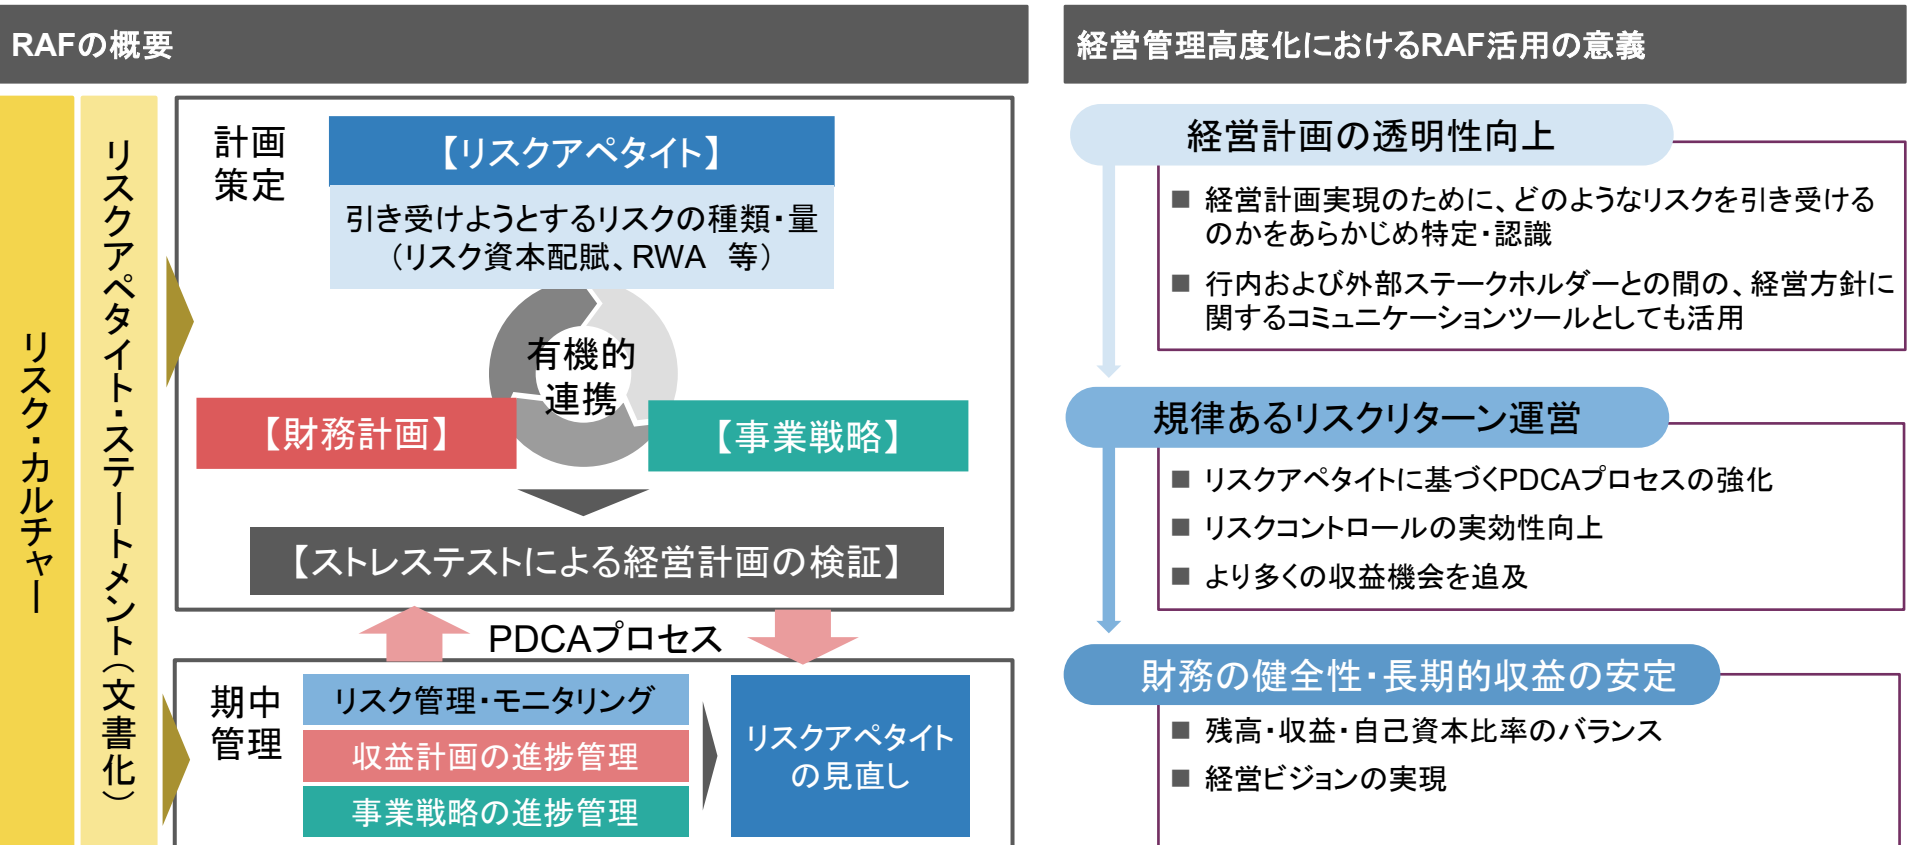 RAFの概要
リスク・カルチャー
リスクアペタイト・ステートメント（文書化）
計画
策定
【リスクアペタイト】
引き受けようとするリスクの種類・量
（リスク資本配賦、RWA　等）
有機的
連携
【財務計画】
【事業戦略】
【ストレステストによる経営計画の検証】
PDCAプロセス
期中
管理
リスク管理・モニタリング
収益計画の進捗管理
事業戦略の進捗管理
リスクアペタイト
の見直し
経営管理高度化におけるRAF活用の意義
経営計画の透明性向上
■ 経営計画実現のために、どのようなリスクを引き受ける
のかをあらかじめ特定・認識
■ 行内および外部ステークホルダーとの間の、経営方針に
関するコミュニケーションツールとしても活用
規律あるリスクリターン運営
■ リスクアペタイトに基づくPDCAプロセスの強化
■ リスクコントロールの実効性向上
■ より多くの収益機会を追及
財務の健全性・長期的収益の安定
■ 残高・収益・自己資本比率のバランス
■ 経営ビジョンの実現